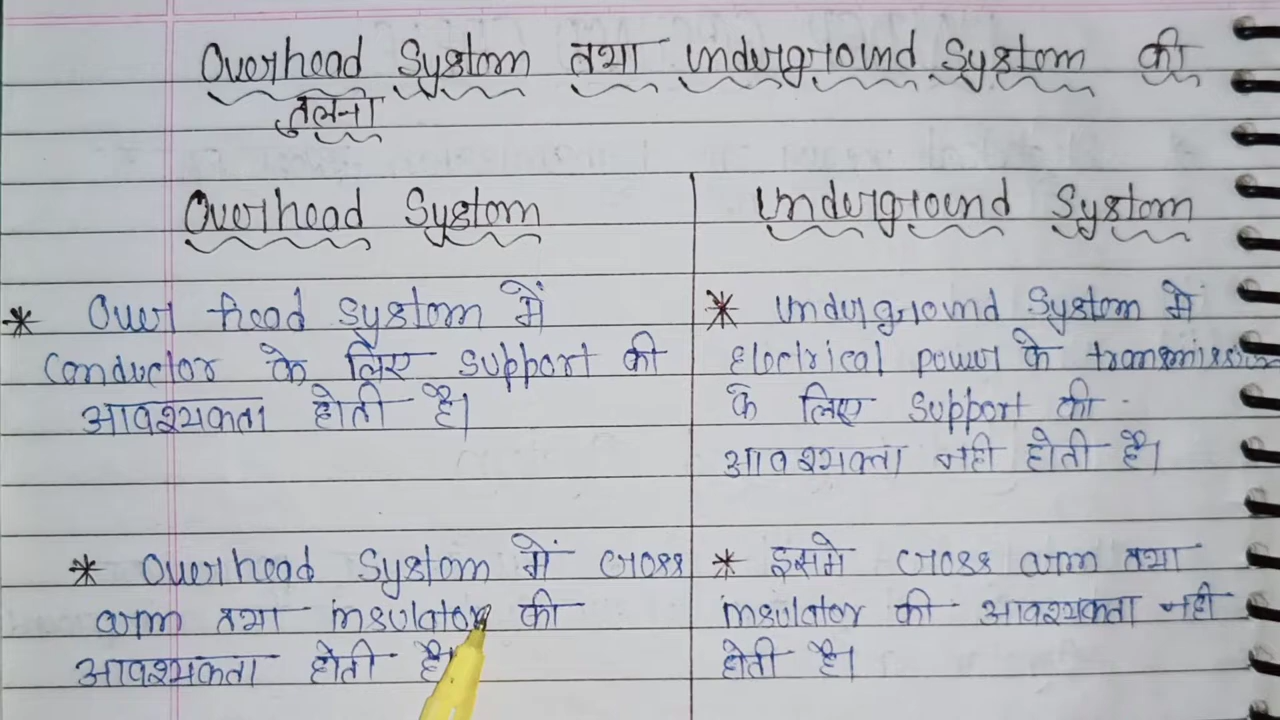 Overhead System तथा underground System की
तुलना
Overhead System
Underground System
* Over head system में
conductor के लिए support की
आवश्यकता होती है।
* underground System मे
Electrical power के transmission
के लिए support की
आवश्यकता नही होती है।
* Overhead System में cross
arm तथा insulator की
आवश्यकता होती है।
* इसमे cross arm तथा
insulator की आवश्यकता नही
होती है।